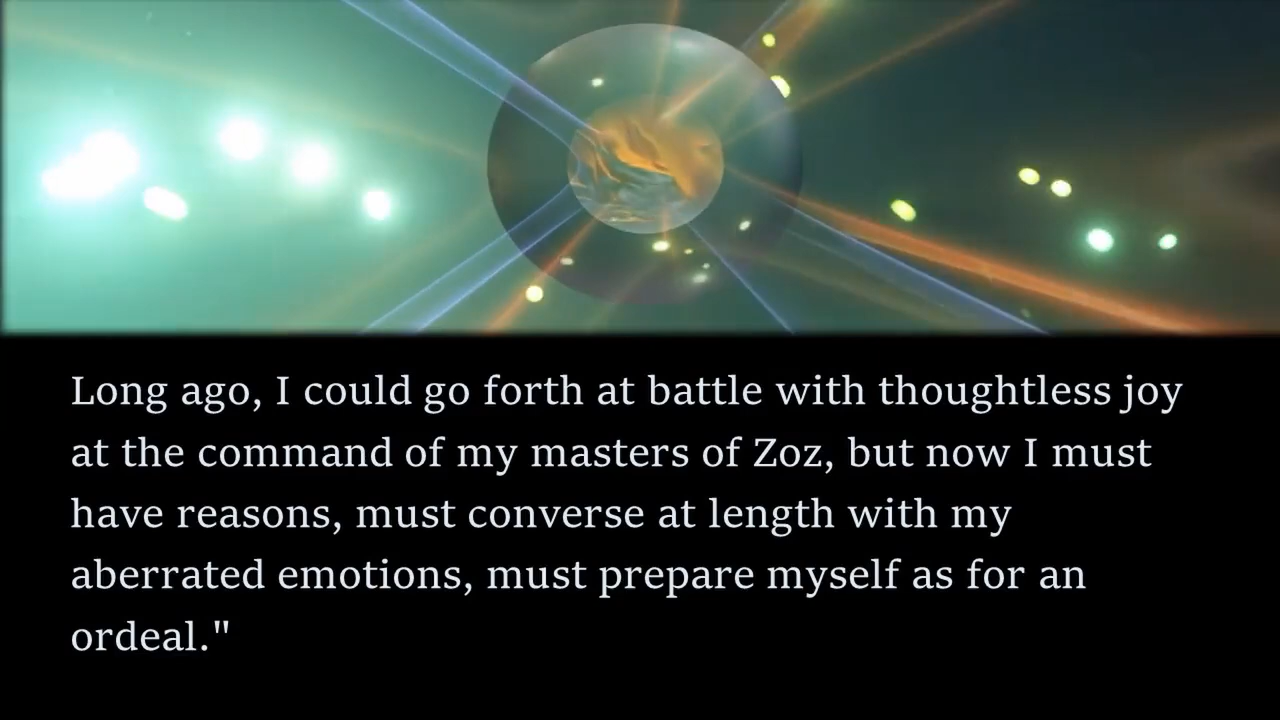 Long ago, I could go forth at battle with thoughtless joy
at the command of my masters of Zoz, but now I must
have reasons, must converse at length with my
aberrated emotions, must prepare myself as for an
ordeal."